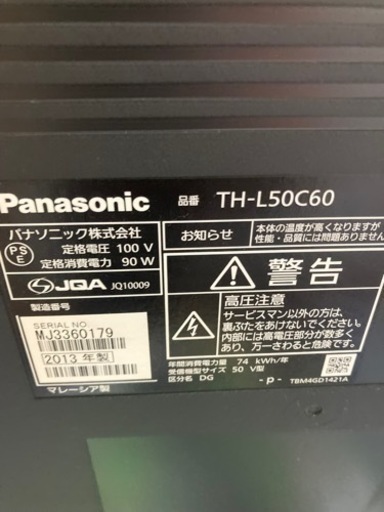 Panasonic 品番 TH-L50C60
パナソニック株式会社
PS E 定格電圧 100 V
定格消費電力 90 W
JQA JQ10009
お知らせ 本体の温度が高くなりますが
性能・品質には問題ありません
警告
高圧注意
サービスマン以外の方は、
裏ぶたをあけないでください。
内部には高電圧部分が数多く
あり、万一さわると危険です。
製造番号
SERIAL NO
MJ3360179
2013 年製
マレーシア製
年間消費電力量 74 kWh/年
受信機型サイズ 50 V型
区分名 DG
- p - TBM4GD1421A